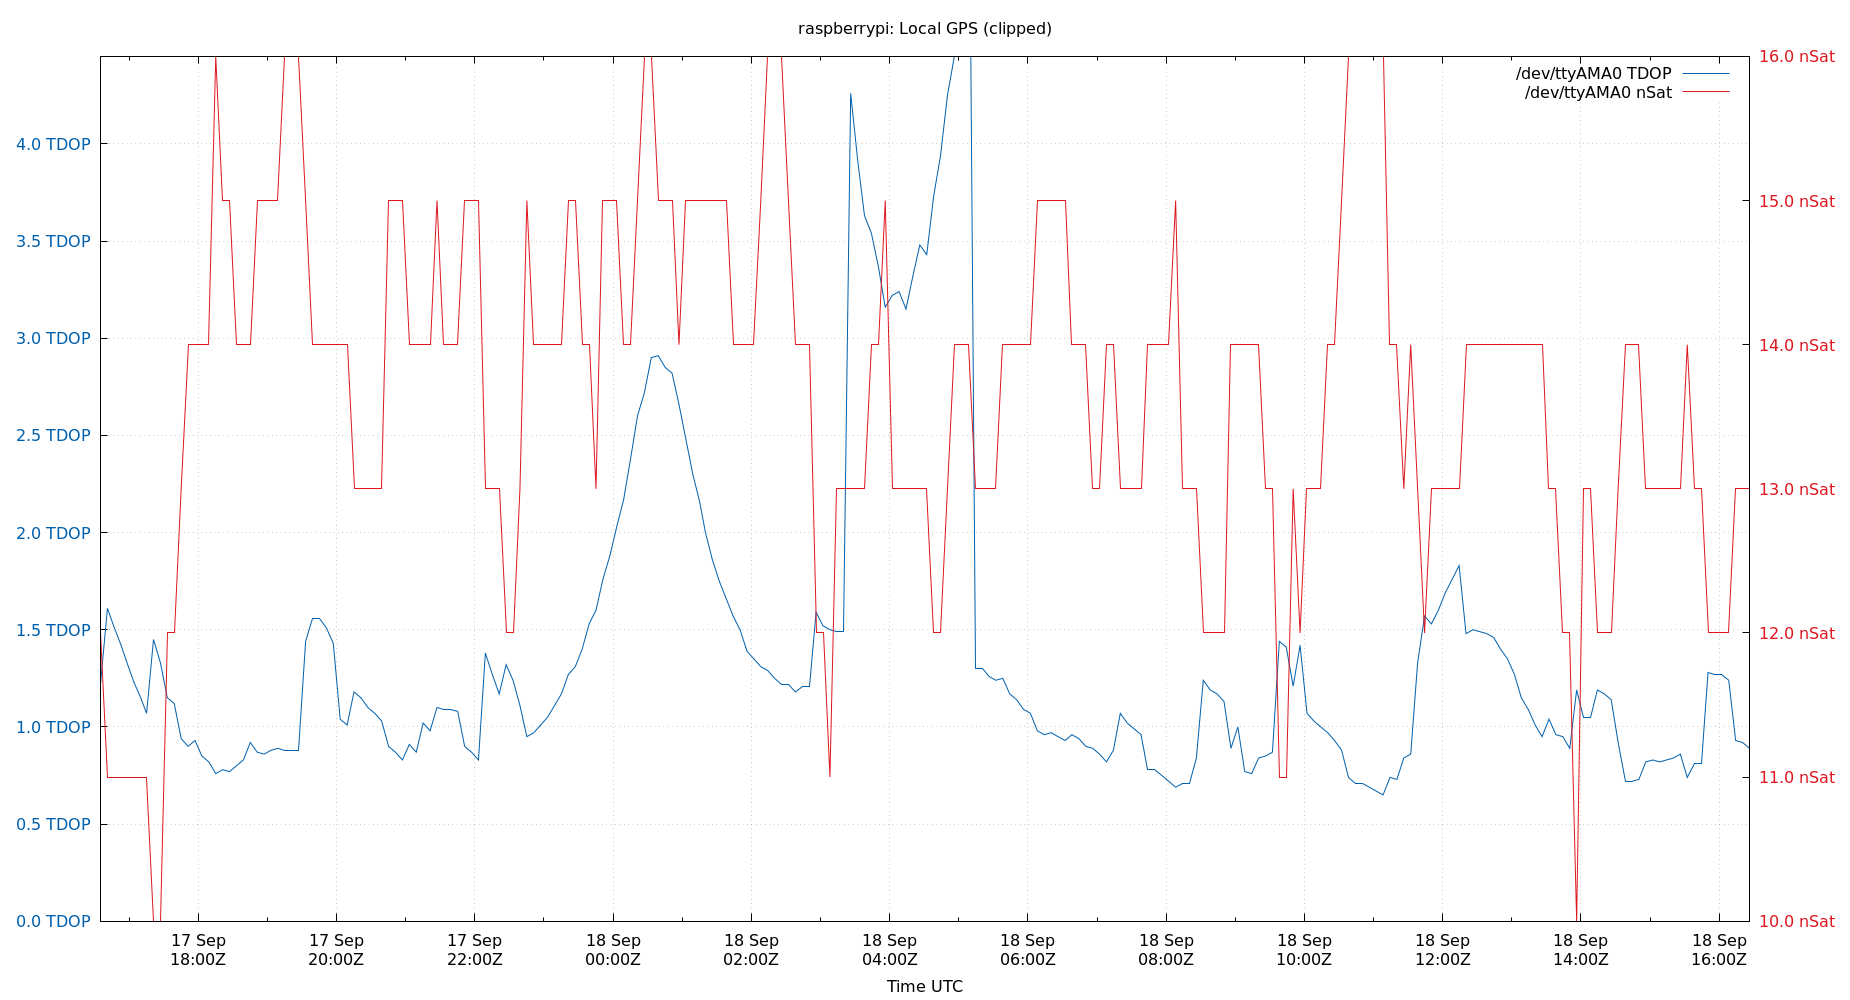 raspberrypi: Local GPS (clipped)
16.0 nSat
/dev/ttyAMA0 TDOP
/dev/ttyAMA0 nSat
4.0 TDOP
15.0 nSat
3.5 TDOP
3.0 TDOP
14.0 nSat
2.5 TDOP
13.0 nSat
2.0 TDOP
1.5 TDOP
12.0 nSat
1.0 TDOP
11.0 nSat
0.5 TDOP
0.0 TDOP
10.0 nSat
17 Sep 17 Sep 17 Sep 18 Sep 18 Sep 18 Sep 18 Sep 18 Sep 18 Sep 18 Sep 18 Sep 18 Sep
18:00Z 20:00Z 22:00Z 00:00Z 02:00Z 04:00Z 06:00Z 08:00Z 10:00Z 12:00Z 14:00Z 16:00Z
Time UTC